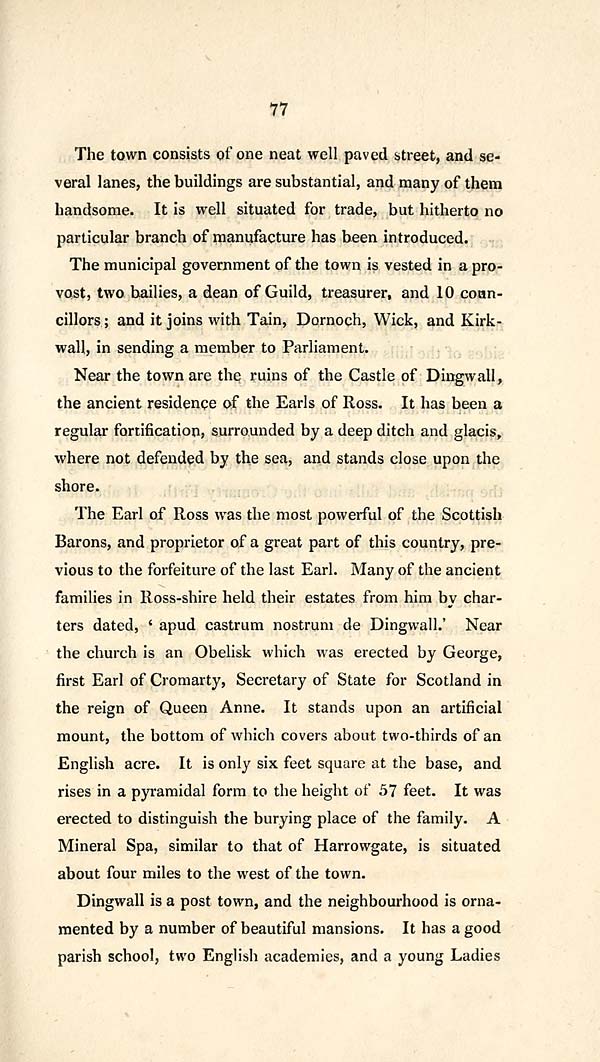 77
The town consists of one neat well paved street, and se-
veral lanes, the buildings are substantial, and many of them
handsome. It is well situated for trade, but hitherto no
particular branch of manufacture has been introduced.
The municipal government of the town is vested in a pro-
vost, two bailies, a dean of Guild, treasurer, and 10 coun-
cillors; and it joins with Tain, Dornoch, Wick, and Kirk-
wall, in sending a member to Parliament.
Near the town are the ruins of the Castle of Dingwall,
the ancient residence of the Earls of Ross. It has been a
regular fortification, surrounded by a deep ditch and glacis,
where not defended by the sea, and stands close upon the
shore.
The Earl of Ross was the most powerful of the Scottish
Barons, and proprietor of a great part of this country, pre-
vious to the forfeiture of the last Earl. Many of the ancient
families in Ross-shire held their estates from him by char-
ters dated, ‘ apud castrum nostrum de Dingwall.’ Near
the church is an Obelisk which was erected by George,
first Earl of Cromarty, Secretary of State for Scotland in
the reign of Queen Anne. It stands upon an artificial
mount, the bottom of which covers about two-thirds of an
English acre. It is only six feet square at the base, and
rises in a pyramidal form to the height of 57 feet. It was
erected to distinguish the burying place of the family. A
Mineral Spa, similar to that of Harrowgate, is situated
about four miles to the west of the town.
Dingwall is a post town, and the neighbourhood is orna-
mented by a number of beautiful mansions. It has a good
parish school, two English academies, and a young Ladies